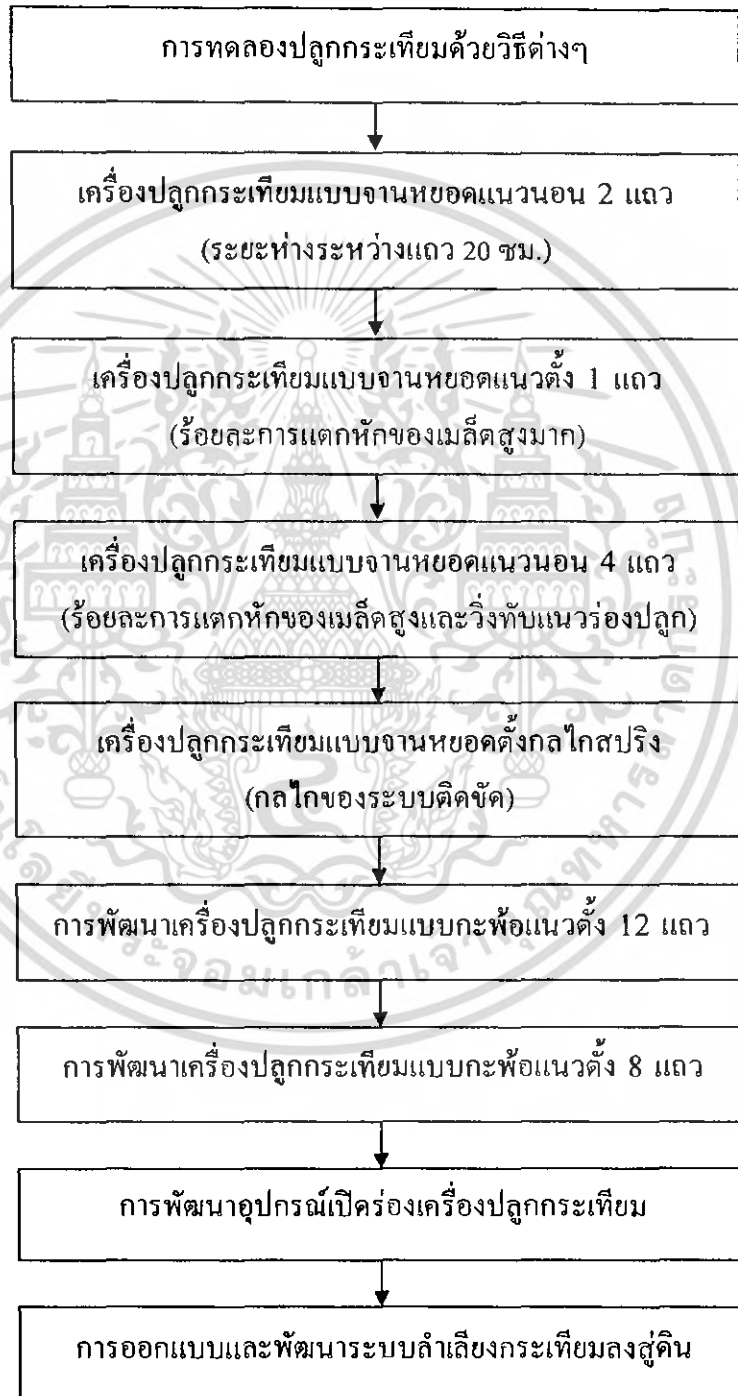 การทดลองปลูกกระเทียมด้วยวิธีต่างๆ
เครื่องปลูกกระเทียมแบบจานหยอดแนวนอน 2 แถว
(ระยะห่างระหว่างแถว 20 ซม.)
เครื่องปลูกกระเทียมแบบจานหยอดแนวตั้ง 1 แถว
(ร้อยละการแตกหักของเมล็ดสูงมาก)
เครื่องปลูกกระเทียมแบบจานหยอดแนวนอน 4 แถว
(ร้อยละการแตกหักของเมล็ดสูงและวิ่งทับแนวร่องปลูก)
เครื่องปลูกกระเทียมแบบจานหยอดตั้งกลไกสปริง
(กลไกของระบบติดขัด)
การพัฒนาเครื่องปลูกกระเทียมแบบกะพ้อแนวตั้ง 12 แถว
การพัฒนาเครื่องปลูกกระเทียมแบบกะพ้อแนวตั้ง 8 แถว
การพัฒนาอุปกรณ์เปิดร่องเครื่องปลูกกระเทียม
การออกแบบและพัฒนาระบบลำเลียงกระเทียมลงสู่ดิน